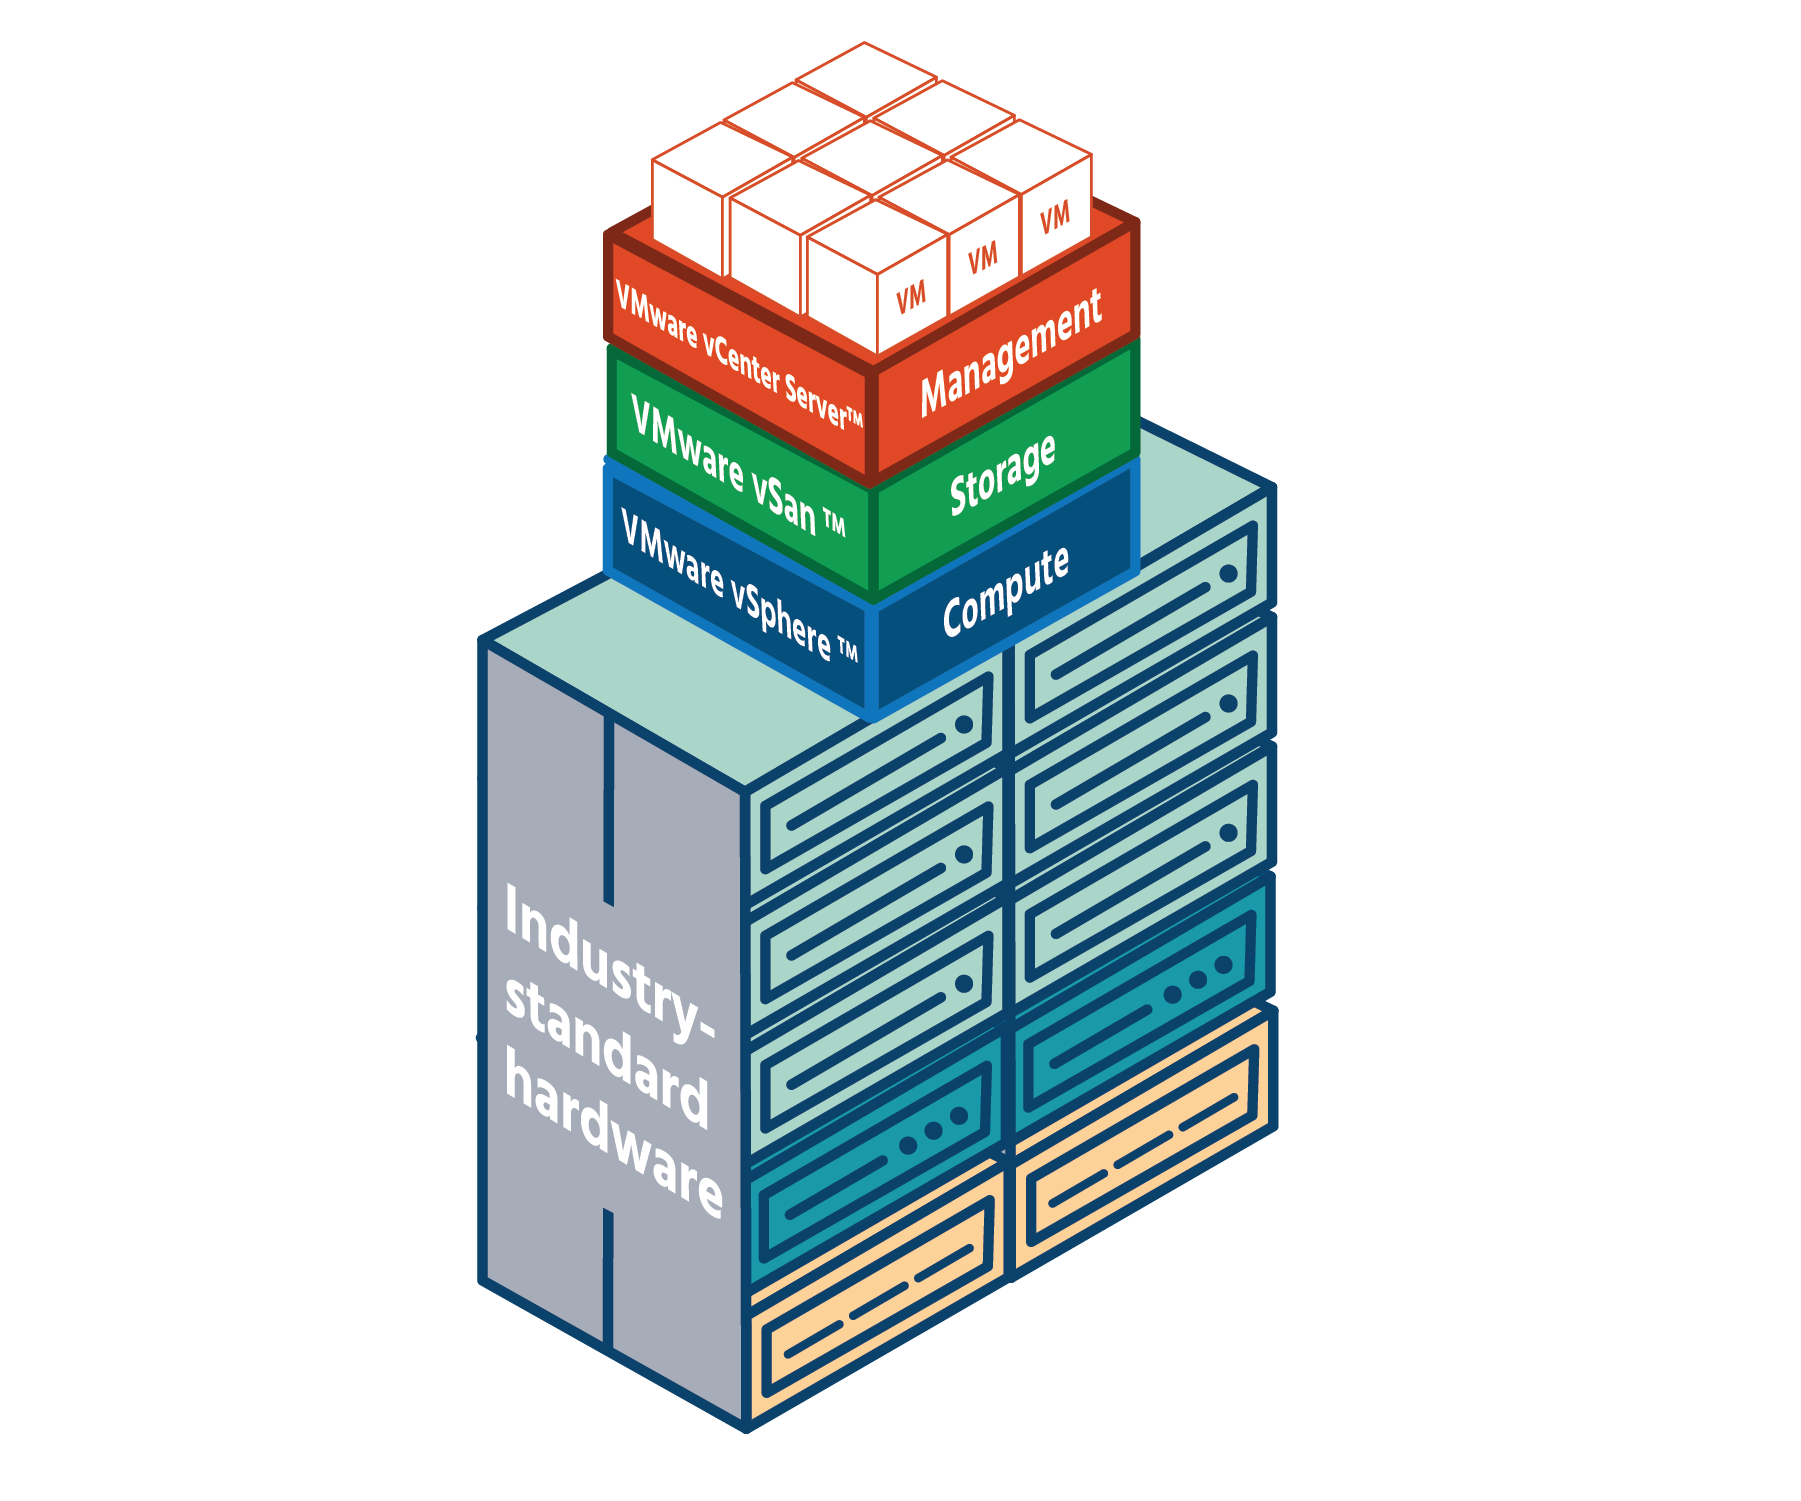 VM
VM
VM
VMware vCenter Server™
Management
VMware vSan ™
Storage
VMware vSphere ™
Compute
Industry-
standard
hardware